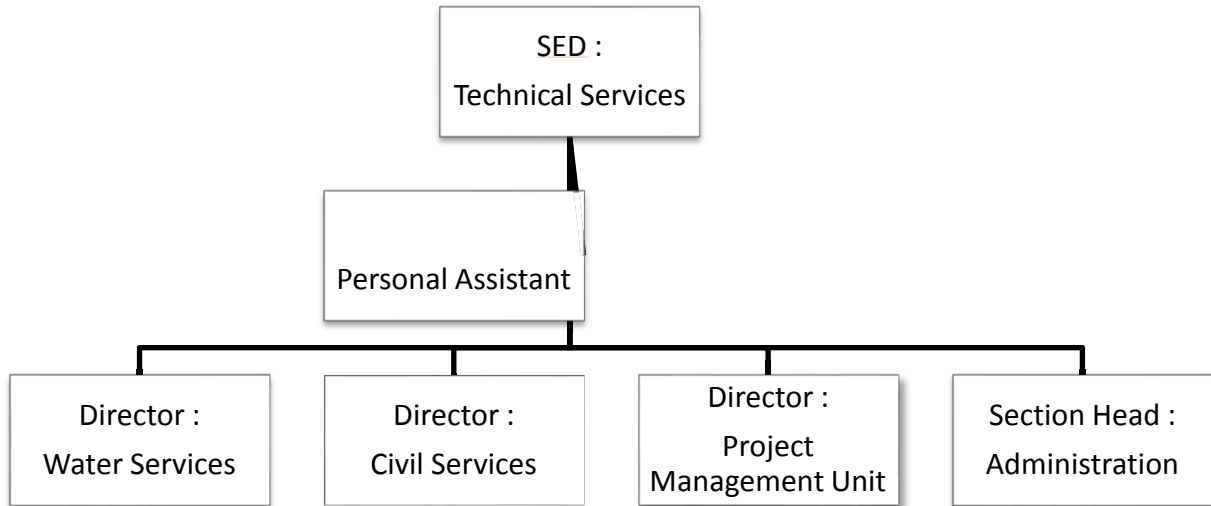 SED :
Technical Services
Personal Assistant
Director :
Water Services
Director :
Civil Services
Director :
Project
Management Unit
Section Head :
Administration